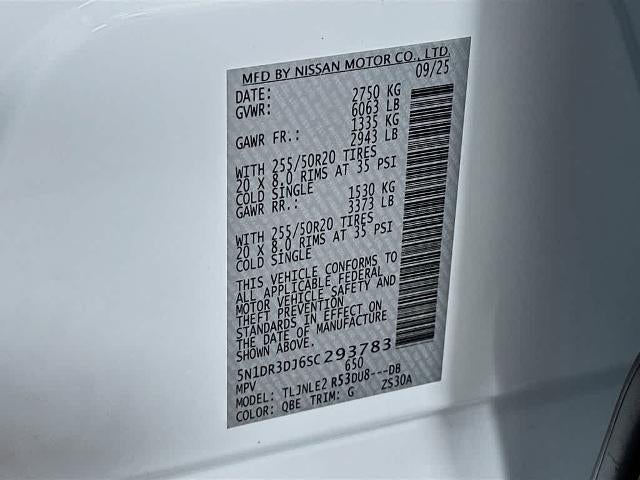 MFD BY NISSAN MOTOR CO., LTD.
DATE: 09/25
GVWR: 2750 KG
6063 LB
GAWR FR.: 1335 KG
2943 LB
WITH 255/50R20 TIRES
20 X 8.0 RIMS AT 35 PSI
COLD SINGLE
GAWR RR.: 1530 KG
3373 LB
WITH 255/50R20 TIRES
20 X 8.0 RIMS AT 35 PSI
COLD SINGLE
THIS VEHICLE CONFORMS TO
ALL APPLICABLE FEDERAL
MOTOR VEHICLE SAFETY AND
THEFT PREVENTION
STANDARDS IN EFFECT ON
THE DATE OF MANUFACTURE
SHOWN ABOVE.
5N1DR3DJ6SC293783
MPV 650
MODEL: TLJNLE2 R53DU8---DB
COLOR: QBE TRIM: G ZS30A